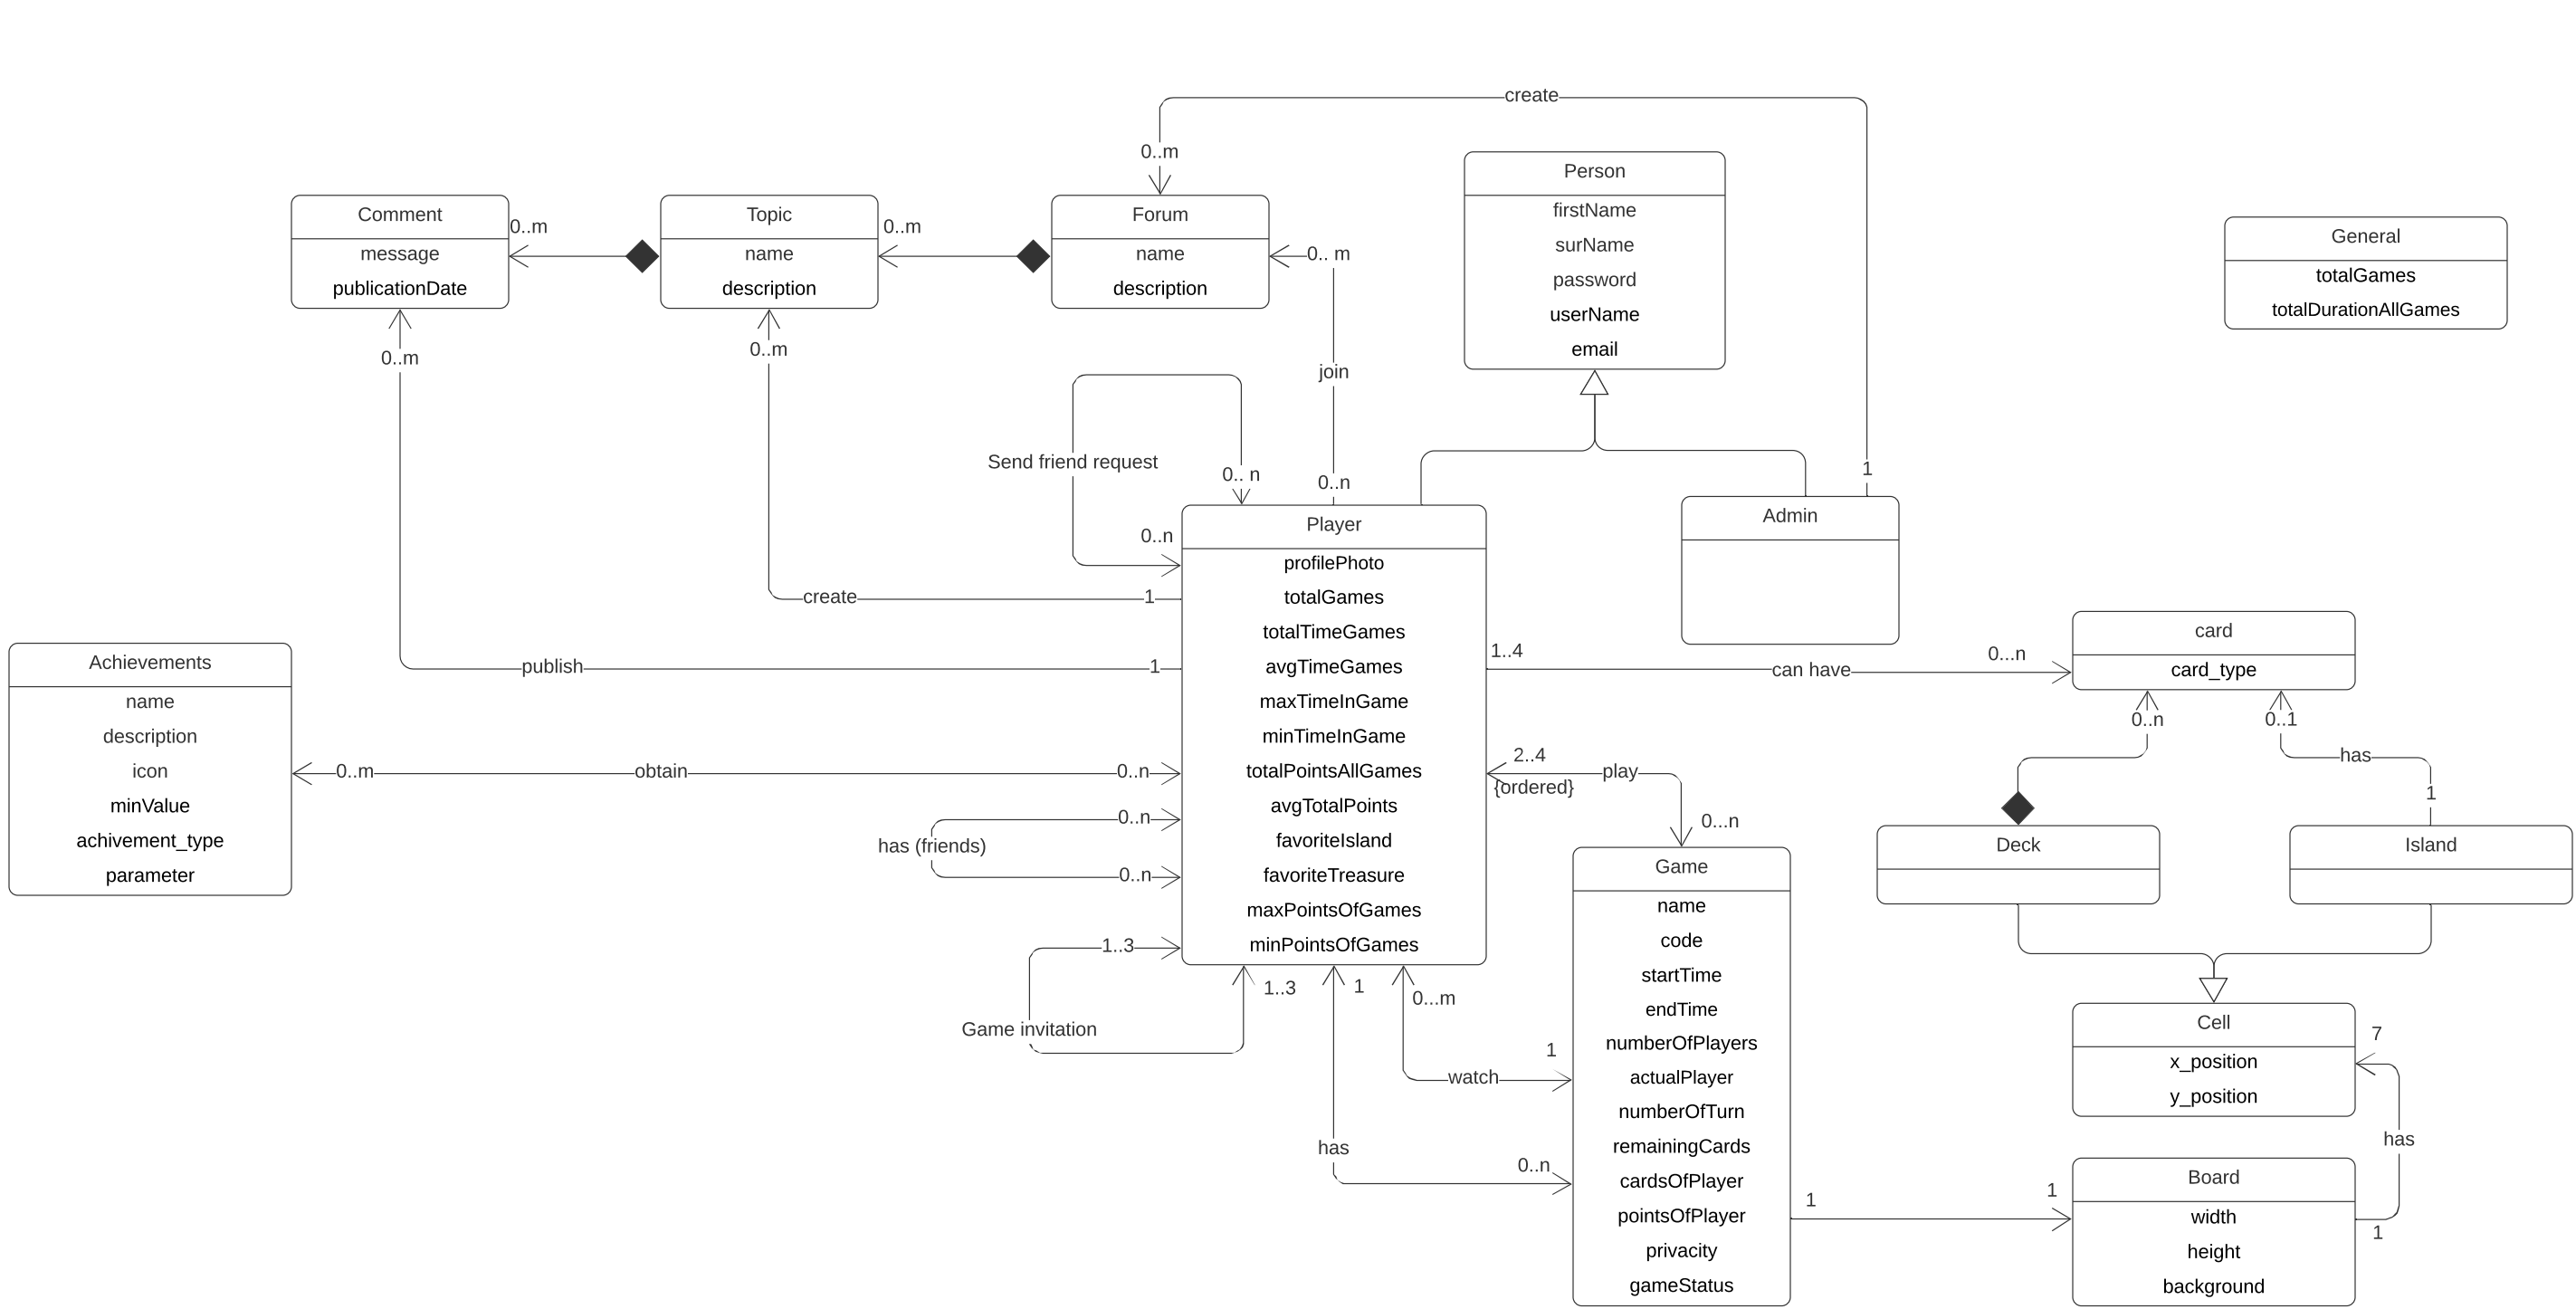 create
0..m
Person
firstName
surName
password
userName
email
Comment
message
publicationDate
0..m
Topic
name
description
0..m
Forum
name
description
0.. m
General
totalGames
totalDurationAllGames
0..m
0..m
join
Send friend request
0.. n
0..n
1
0..n
Player
profilePhoto
totalGames
totalTimeGames
avgTimeGames
maxTimeInGame
minTimeInGame
totalPointsAllGames
avgTotalPoints
favoriteIsland
favoriteTreasure
maxPointsOfGames
minPointsOfGames
Admin
create
1
publish
1
1..4
can have
0...n
card
card_type
Achievements
name
description
icon
minValue
achivement_type
parameter
0..m
obtain
0..n
2..4
{ordered}
play
0...n
0..n
0..1
has
1
has (friends)
0..n
0..n
Deck
Island
Game
name
code
startTime
endTime
numberOfPlayers
actualPlayer
numberOfTurn
remainingCards
cardsOfPlayer
pointsOfPlayer
privacity
gameStatus
1..3
1..3
Game invitation
1
0...m
1
watch
has
0..n
Cell
x_position
y_position
7
has
1
1
1
Board
width
height
background